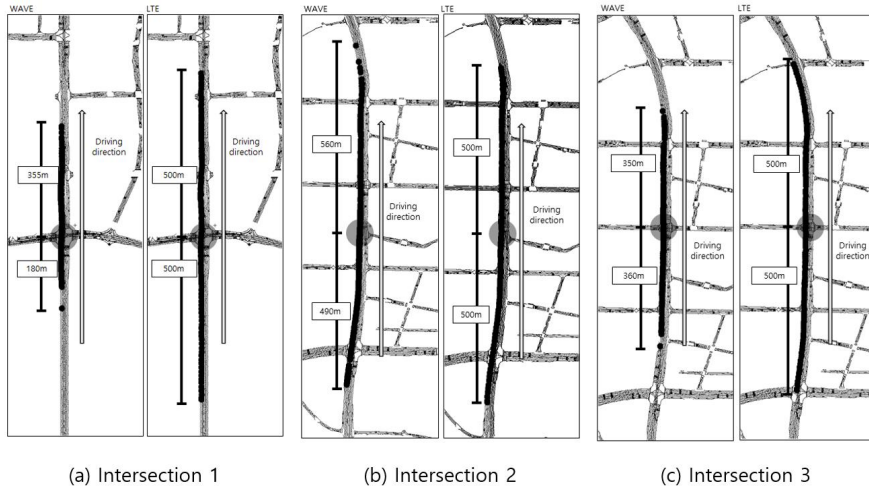 WAVE
LTE
355m
180m
Driving
direction
500m
500m
Driving
direction
(a) Intersection 1
WAVE
LTE
560m
490m
Driving
direction
500m
500m
Driving
direction
(b) Intersection 2
WAVE
LTE
350m
360m
Driving
direction
500m
500m
Driving
direction
(c) Intersection 3